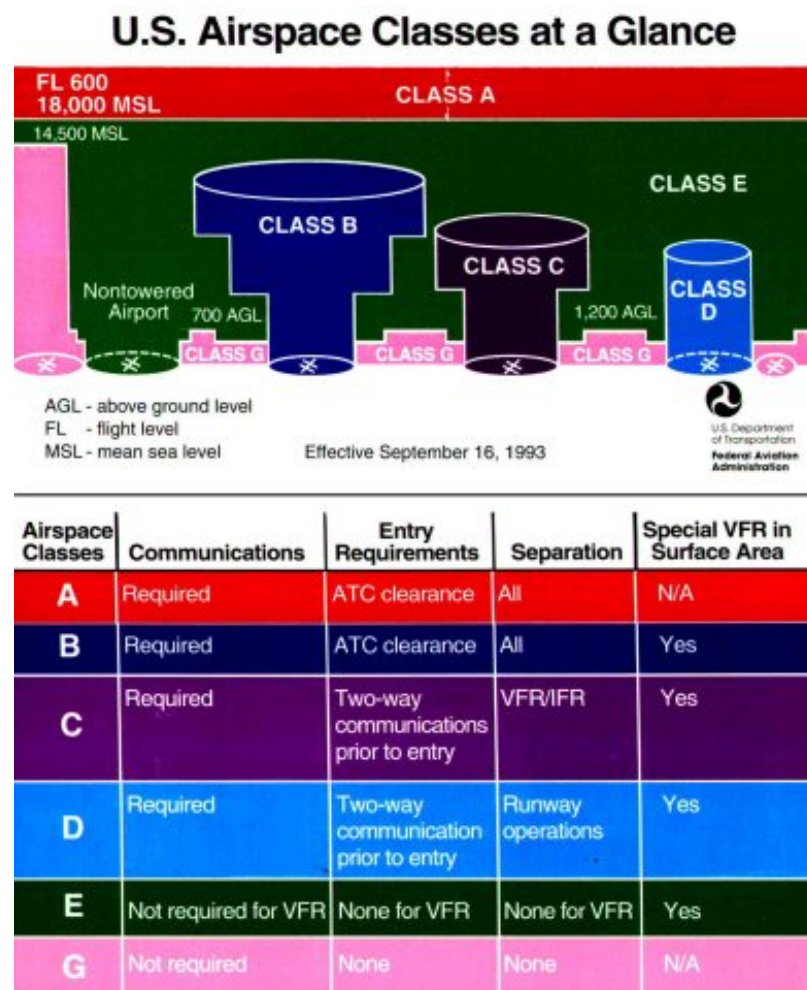 U.S. Airspace Classes at a Glance
FL 600
18,000 MSL
CLASS A
14,500 MSL
CLASS E
CLASS B
CLASS C
Nontowered
Airport
700 AGL
1,200 AGL
CLASS
D
CLASS G
CLASS G
CLASS G
AGL - above ground level
FL - flight level
MSL - mean sea level
Effective September 16, 1993
U.S. Department
of Transportation
Federal Aviation
Administration
Airspace Classes | Communications | Entry Requirements | Separation | Special VFR in Surface Area
A | Required | ATC clearance | All | N/A
B | Required | ATC clearance | All | Yes
C | Required | Two-way communications prior to entry | VFR/IFR | Yes
D | Required | Two-way communication prior to entry | Runway operations | Yes
E | Not required for VFR | None for VFR | None for VFR | Yes
G | Not required | None | None | N/A